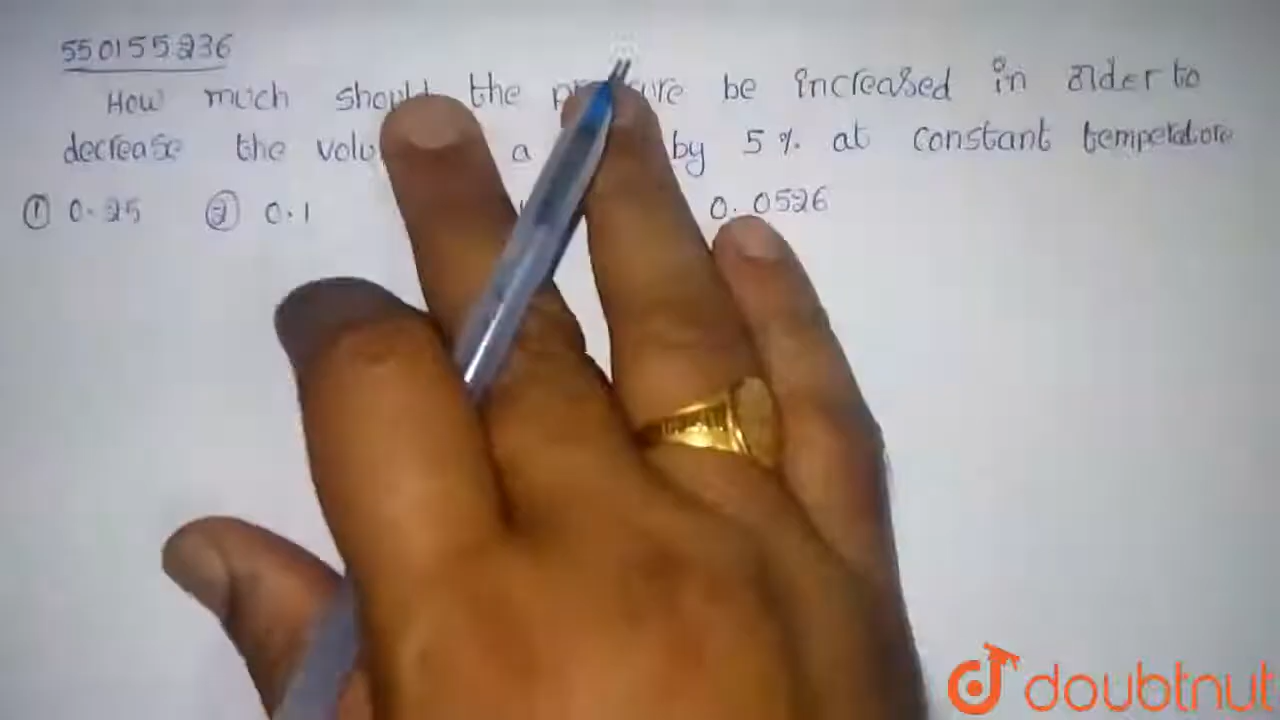 550155236
How much should the be increased in order to
decrease the a by 5% at constant temperature
① 0.25 ② 0.1 0.0526
doubtnut